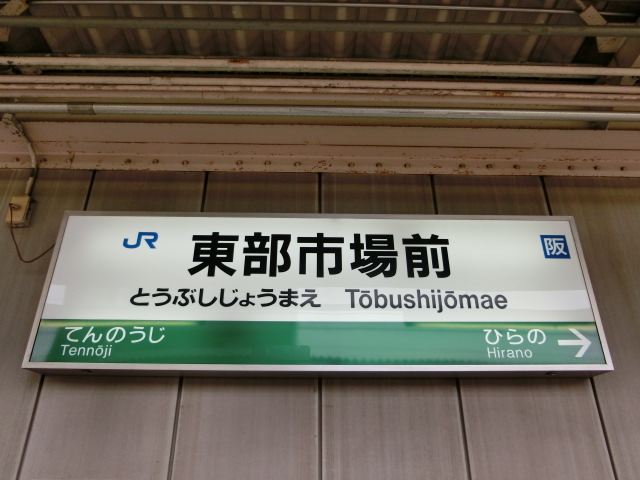 JR 東部市場前 阪
とうぶしじょうまえ Tōbushijōmae
てんのうじ ひらの →
Tennōji Hirano